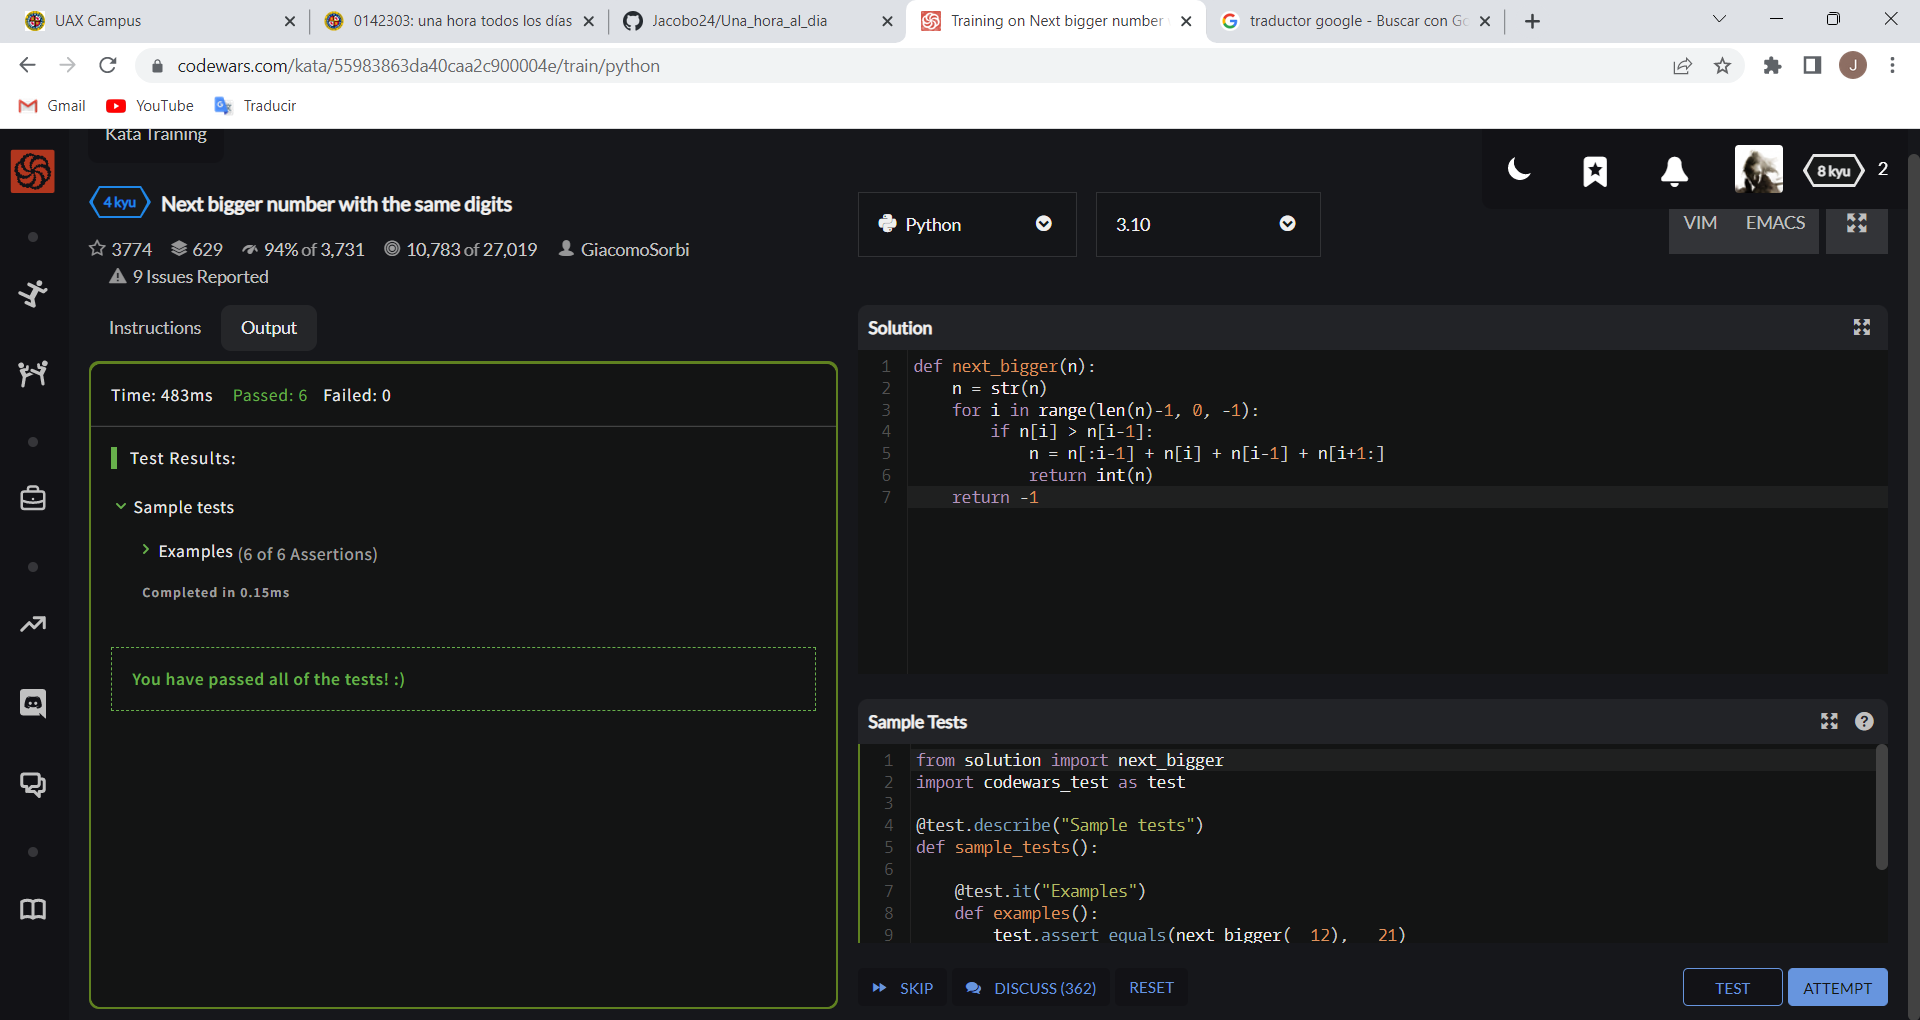 UAX Campus
0142303: una hora todos los días
Jacobo24/Una_hora_al_dia
Training on Next bigger number
traductor google - Buscar con Go
codewars.com/kata/55983863da40caa2c900004e/train/python
J
Gmail
YouTube
Traducir
Kata Training
8 kyu
2
4 kyu
Next bigger number with the same digits
Python
3.10
VIM
EMACS
3774
629
94% of 3,731
10,783 of 27,019
GiacomoSorbi
9 Issues Reported
Instructions
Output
Time: 483ms Passed: 6 Failed: 0
Test Results:
Sample tests
Examples (6 of 6 Assertions)
Completed in 0.15ms
You have passed all of the tests! :)
Solution
1 def next_bigger(n):
2     n = str(n)
3     for i in range(len(n)-1, 0, -1):
4         if n[i] > n[i-1]:
5             n = n[:i-1] + n[i] + n[i-1] + n[i+1:]
6             return int(n)
7     return -1
Sample Tests
1 from solution import next_bigger
2 import codewars_test as test
3
4 @test.describe("Sample tests")
5 def sample_tests():
6
7     @test.it("Examples")
8     def examples():
9         test.assert_equals(next_bigger(  12),   21)
SKIP
DISCUSS (362)
RESET
TEST
ATTEMPT